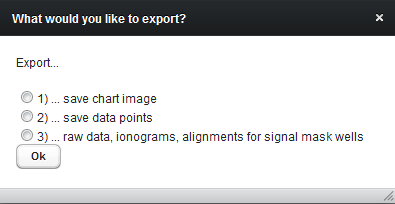 What would you like to export?
Export...
1) ... save chart image
2) ... save data points
3) ... raw data, ionograms, alignments for signal mask wells
Ok